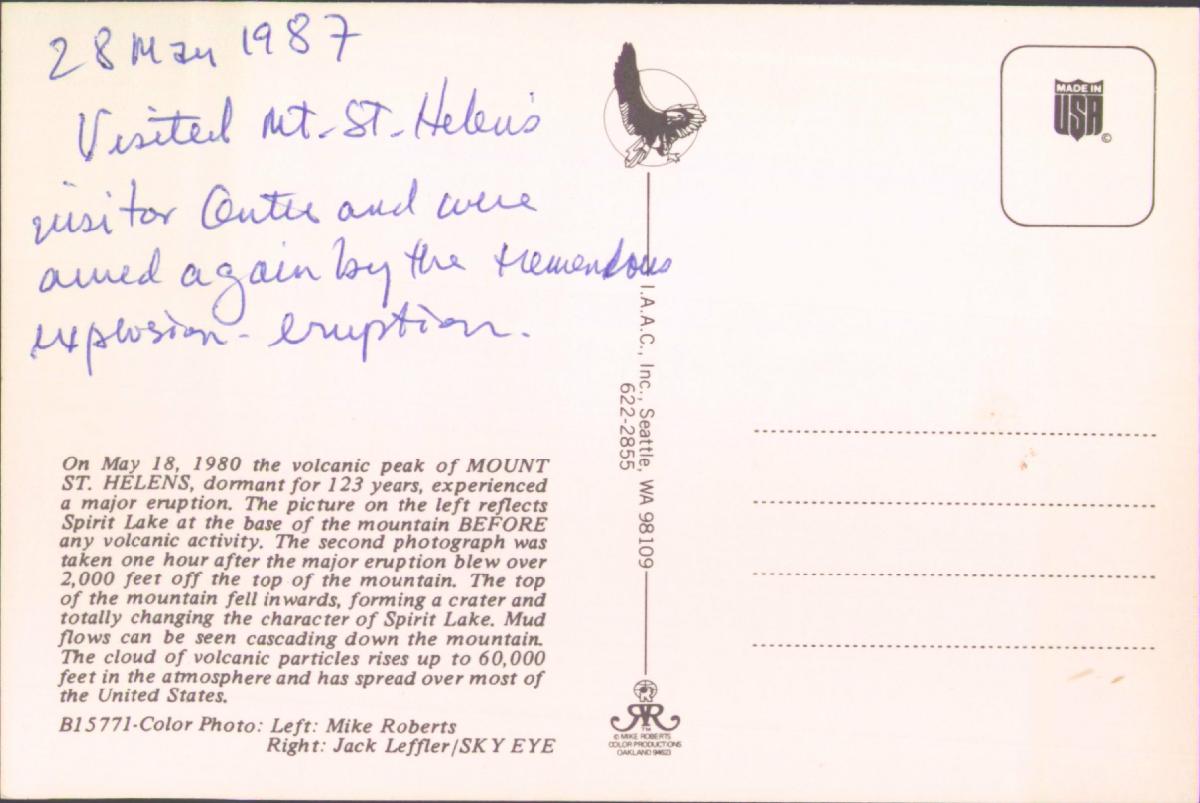 28 May 1987
Visited Mt. St. Helen's
visitor Center and were
awed again by the tremendous
explosion - eruption.
On May 18, 1980 the volcanic peak of MOUNT
ST. HELENS, dormant for 123 years, experienced
a major eruption. The picture on the left reflects
Spirit Lake at the base of the mountain BEFORE
any volcanic activity. The second photograph was
taken one hour after the major eruption blew over
2,000 feet off the top of the mountain. The top
of the mountain fell inwards, forming a crater and
totally changing the character of Spirit Lake. Mud
flows can be seen cascading down the mountain.
The cloud of volcanic particles rises up to 60,000
feet in the atmosphere and has spread over most of
the United States.
B15771-Color Photo: Left: Mike Roberts
Right: Jack Leffler/SKY EYE
I.A.A.C., Inc., Seattle, WA 98109
622-2855
R
TM
© MIKE ROBERTS
COLOR PRODUCTIONS
OAKLAND 94623
MADE IN
USA
©